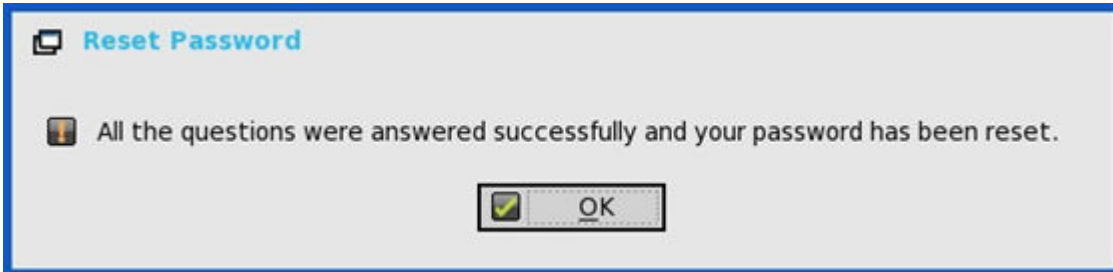 Reset Password
All the questions were answered successfully and your password has been reset.
OK